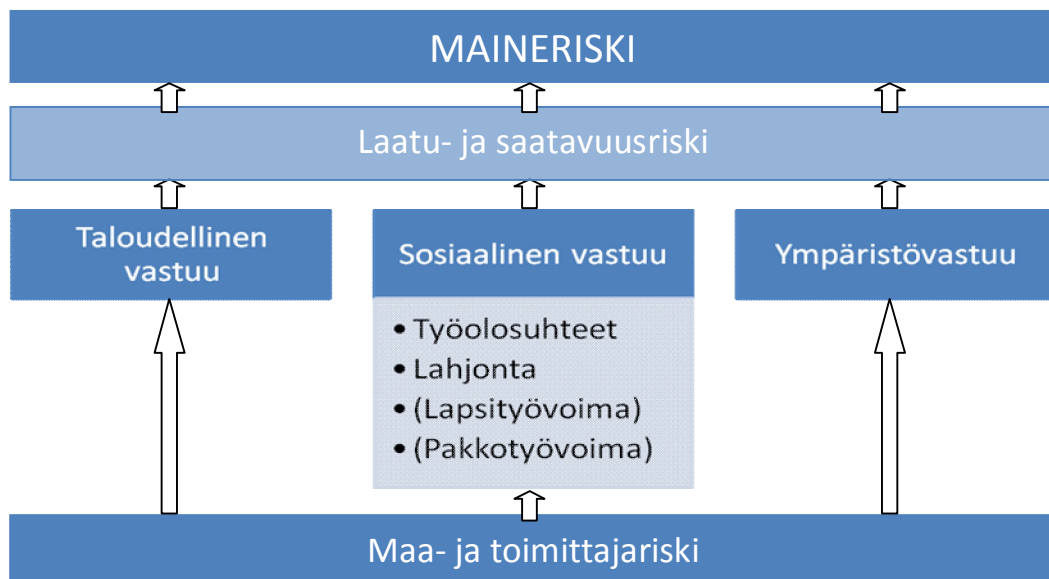 MAINERISKI
Laatu- ja saatavuusriski
Taloudellinen
vastuu
Sosiaalinen vastuu
• Työolosuhteet
• Lahjonta
• (Lapsityövoima)
• (Pakkotyövoima)
Ympäristövastuu
Maa- ja toimittajariski